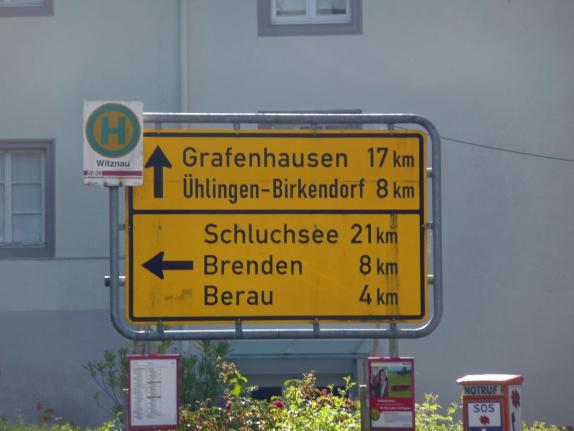 H
Witznau
SBG
Grafenhausen 17 km
Ühlingen-Birkendorf 8 km
Schluchsee 21 km
Brenden 8 km
Berau 4 km
NOTRUF
SOS